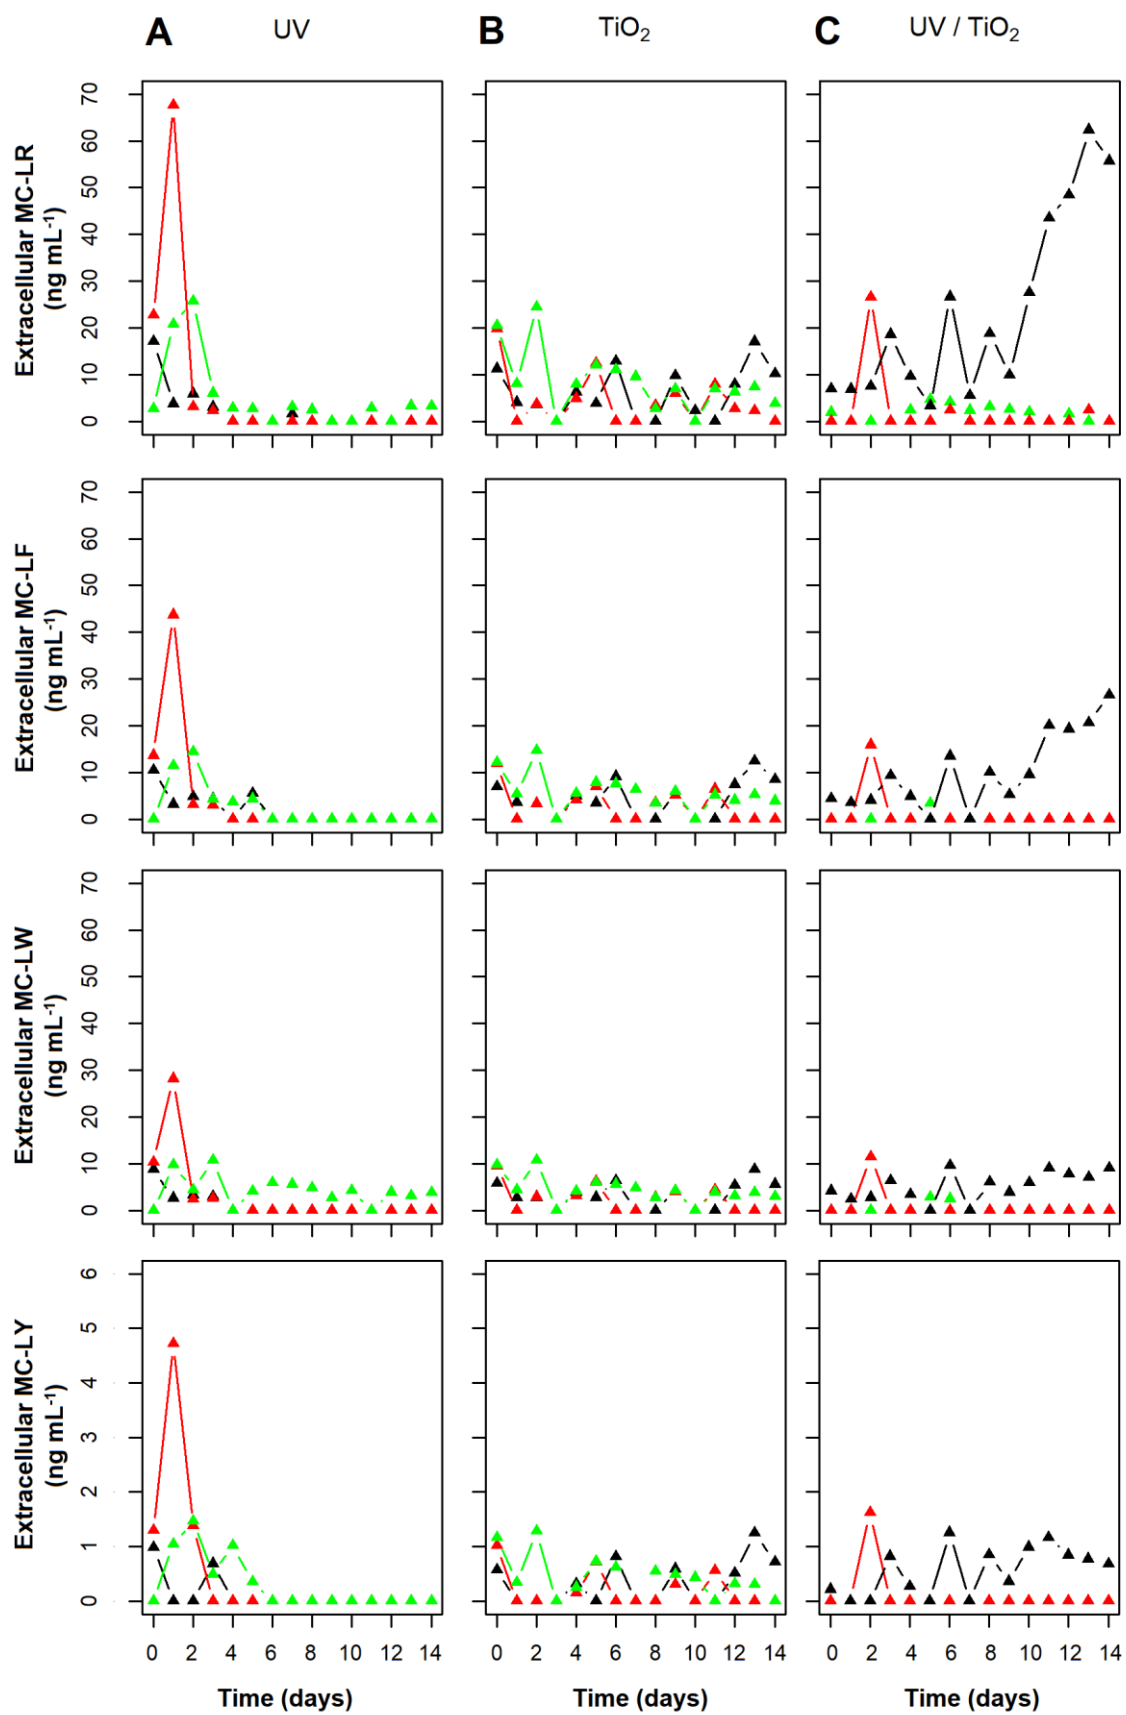 A UV B TiO₂ C UV / TiO₂
Extracellular MC-LR
(ng mL⁻¹)
70
60
50
40
30
20
10
0
Extracellular MC-LF
(ng mL⁻¹)
70
60
50
40
30
20
10
0
Extracellular MC-LW
(ng mL⁻¹)
70
60
50
40
30
20
10
0
Extracellular MC-LY
(ng mL⁻¹)
6
5
4
3
2
1
0
0 2 4 6 8 10 12 14 0 2 4 6 8 10 12 14 0 2 4 6 8 10 12 14
Time (days) Time (days) Time (days)